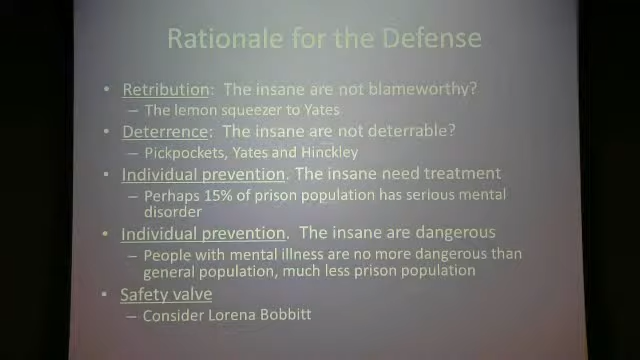 Rationale for the Defense
• Retribution: The insane are not blameworthy?
– The lemon squeezer to Yates
• Deterrence: The insane are not deterrable?
– Pickpockets, Yates and Hinckley
• Individual prevention. The insane need treatment
– Perhaps 15% of prison population has serious mental
disorder
• Individual prevention. The insane are dangerous
– People with mental illness are no more dangerous than
general population, much less prison population
• Safety valve
– Consider Lorena Bobbitt